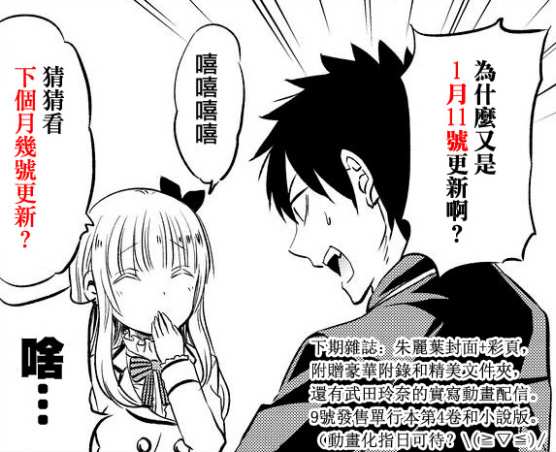 為什麼又是
1月11號更新啊？
嘻嘻嘻嘻
猜猜看
下個月幾號更新？
啥…
下期雜誌：朱麗葉封面+彩頁，
附贈豪華附錄和精美文件夾，
還有武田玲奈的實寫動畫配信。
9號發售單行本第4卷和小說版。
（動畫化指日可待？\(≧▽≦)/